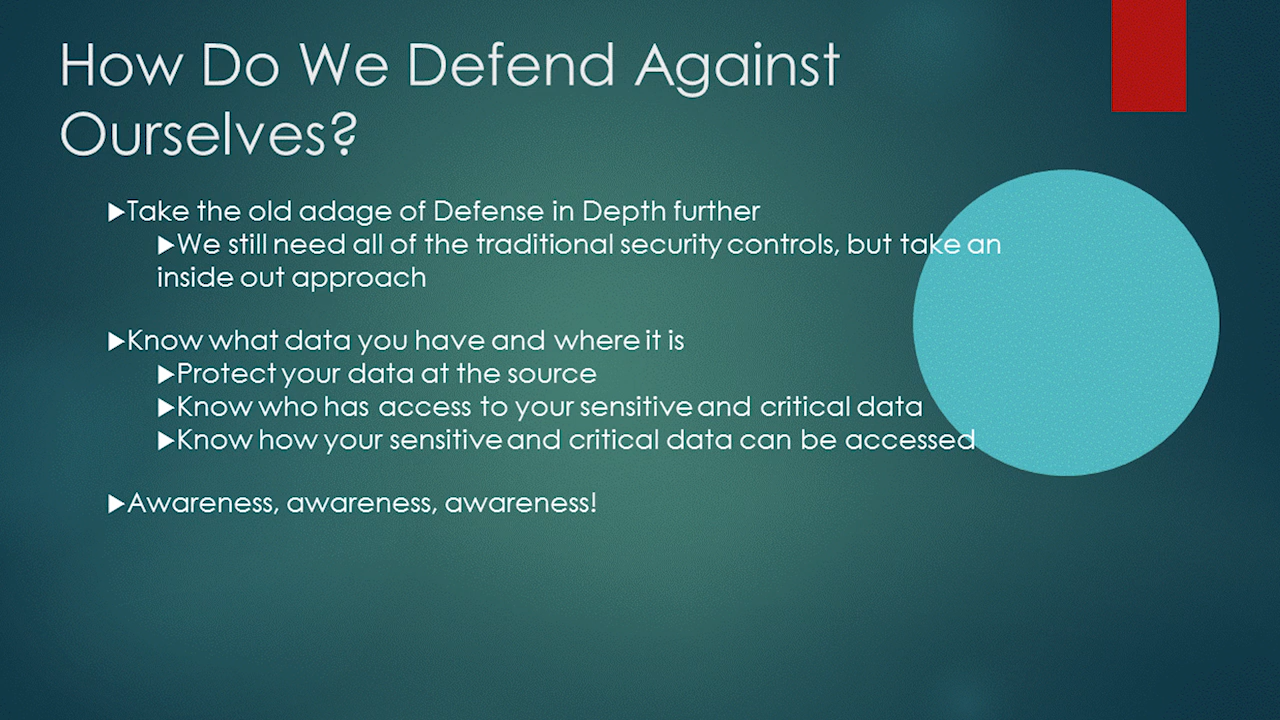 How Do We Defend Against
Ourselves?
▶Take the old adage of Defense in Depth further
▶We still need all of the traditional security controls, but take an
inside out approach
▶Know what data you have and where it is
▶Protect your data at the source
▶Know who has access to your sensitive and critical data
▶Know how your sensitive and critical data can be accessed
▶Awareness, awareness, awareness!